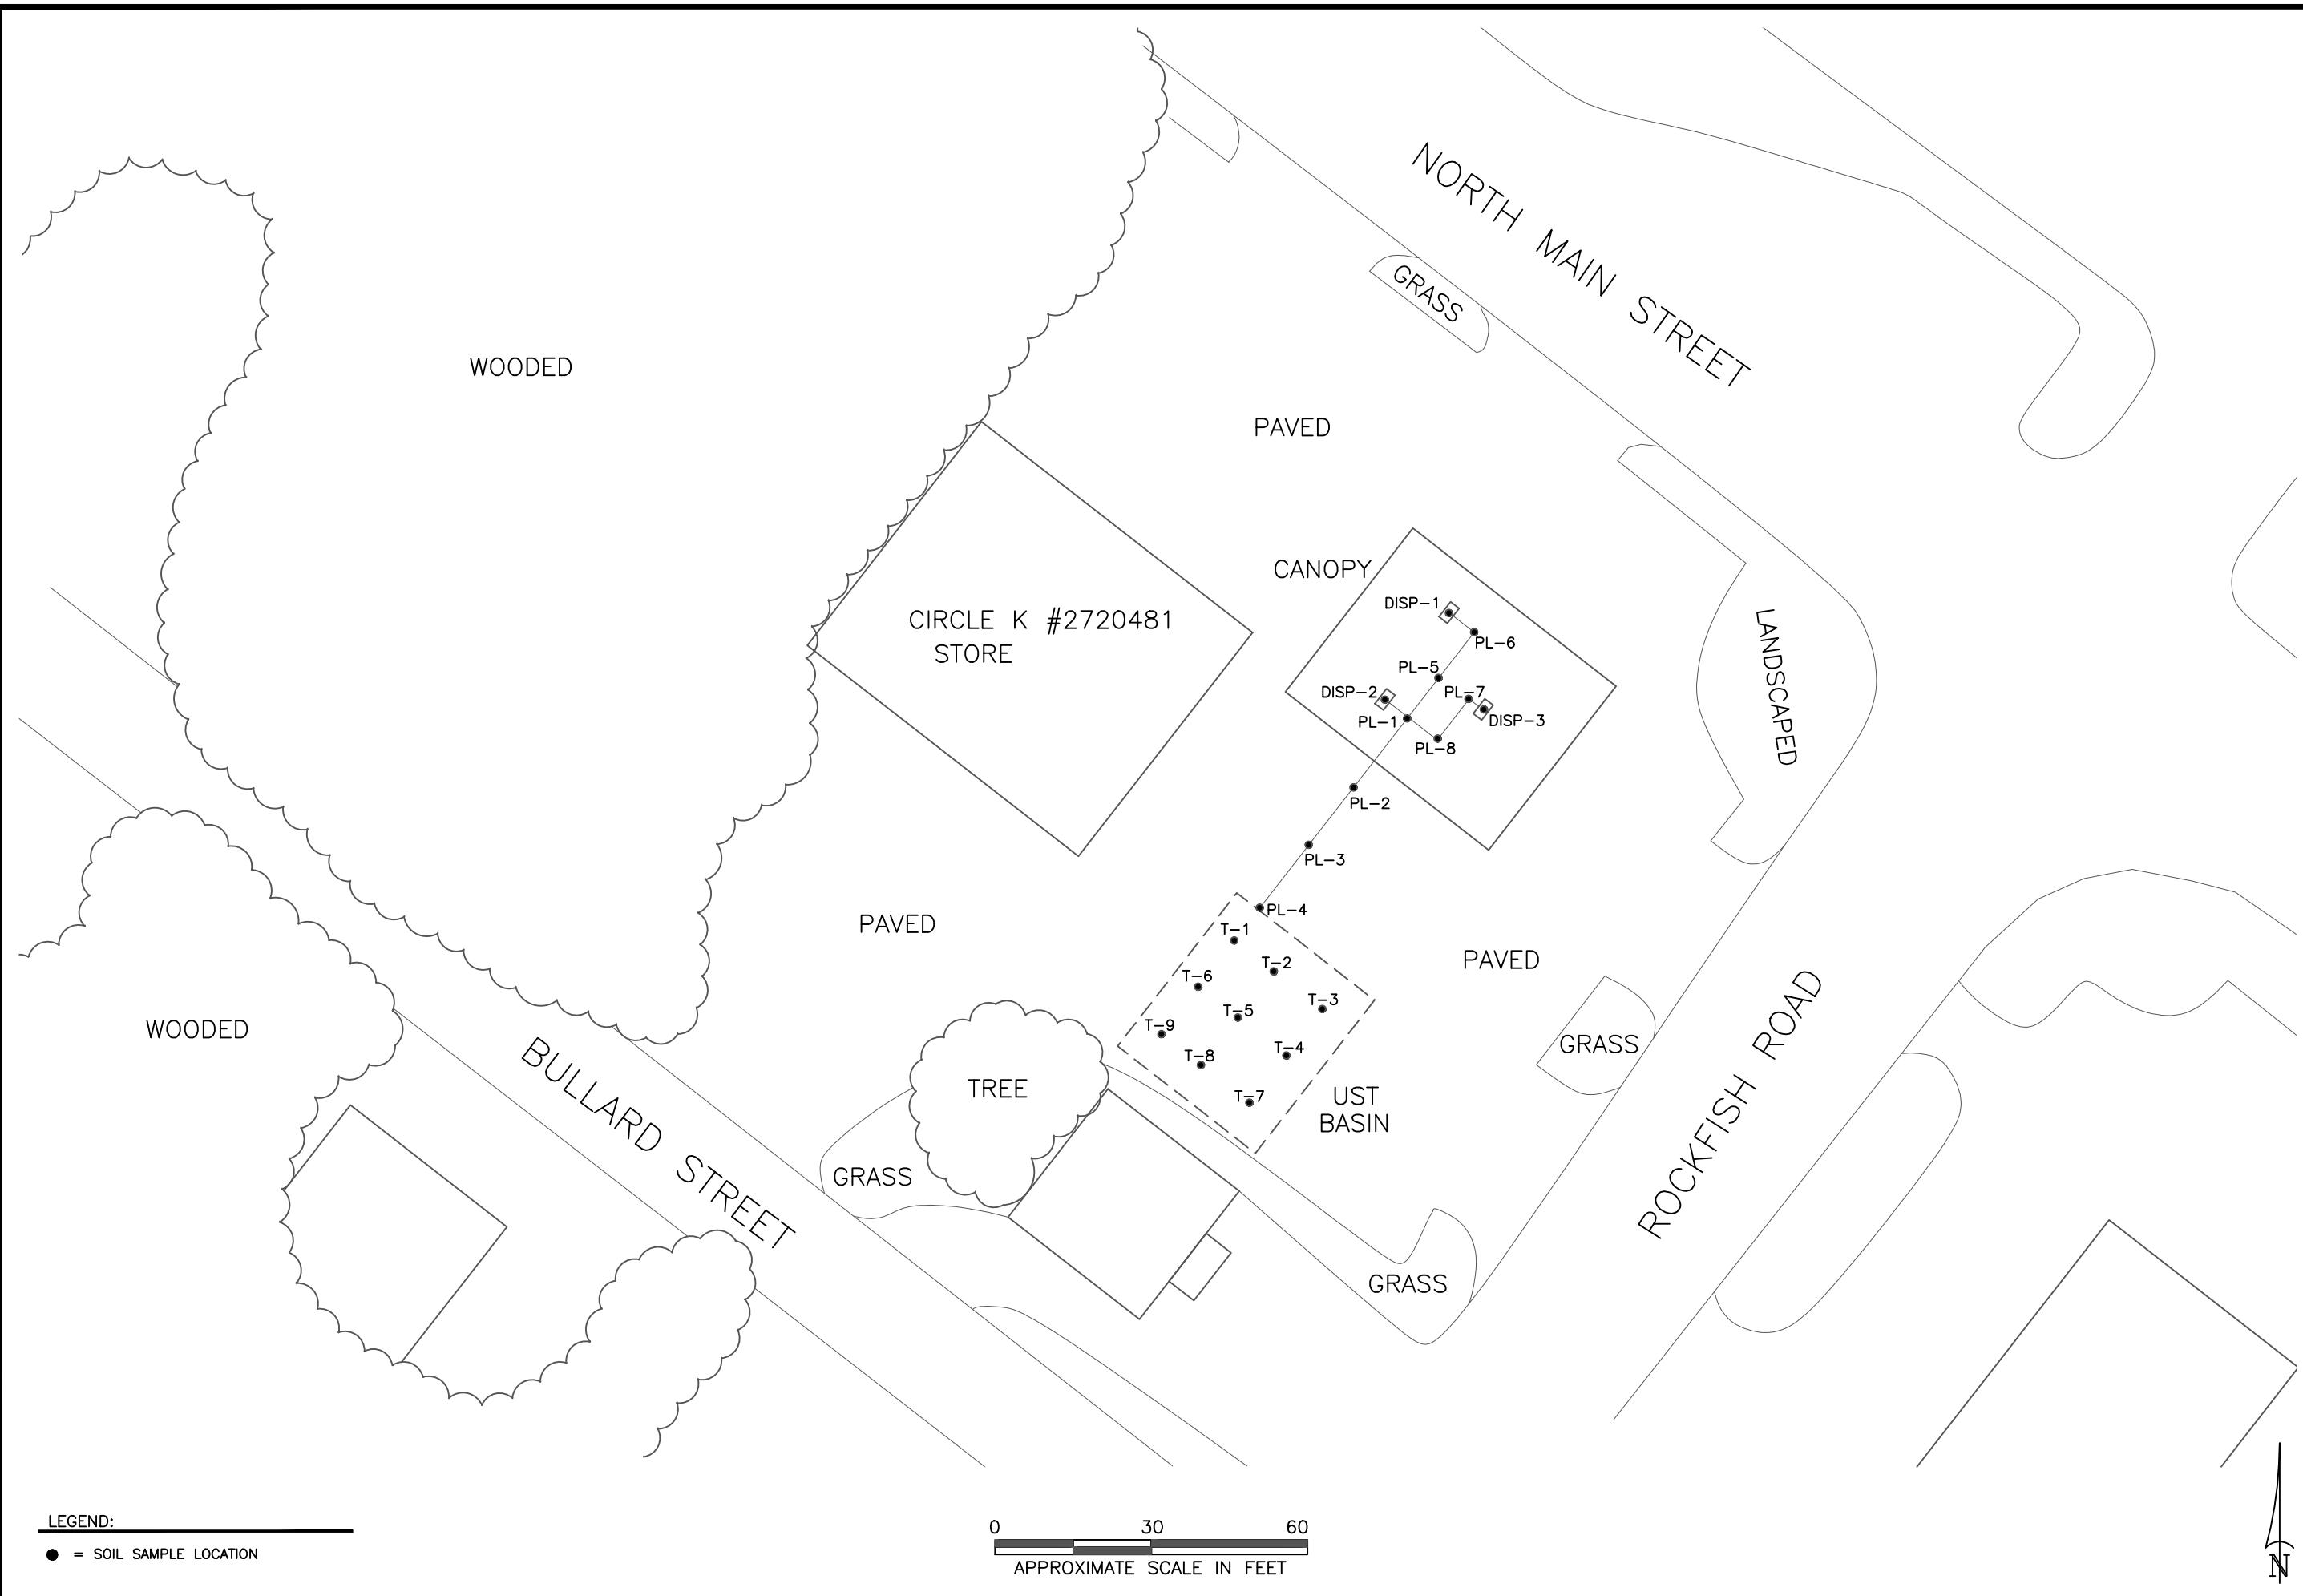 NORTH MAIN STREET
GRASS
WOODED
PAVED
CANOPY
DISP-1
CIRCLE K #2720481
STORE
PL-6
PL-5
LANDSCAPED
DISP-2
PL-7
PL-1
DISP-3
PL-8
PL-2
PL-3
PL-4
PAVED
T-1
PAVED
T-2
T-6
T-3
T-5
WOODED
T-9
T-4
GRASS
T-8
BULLARD STREET
TREE
T-7
UST
BASIN
ROCKFISH ROAD
GRASS
GRASS
LEGEND:
= SOIL SAMPLE LOCATION
0 30 60
APPROXIMATE SCALE IN FEET
N